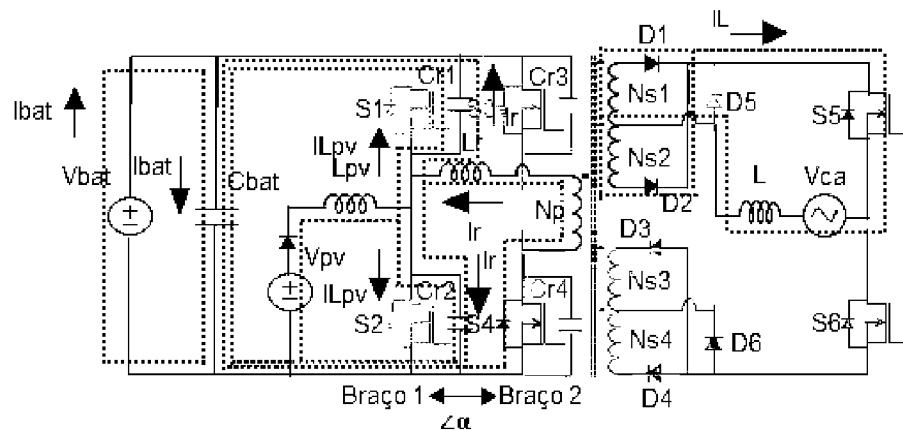 IL
D1
Cr1
Cr3
S1
S3
Ns1
D5
S5
Ibat
Ir
ILpv
Lr
Lpv
Ibat
Ns2
Vbat
Cbat
L
Vca
D2
Np
D3
Vpv
Ir
Ir
Ns3
ILpv
Cr2
Cr4
S2
S4
S6
Ns4
D6
Braço 1
Braço 2
D4
∠α